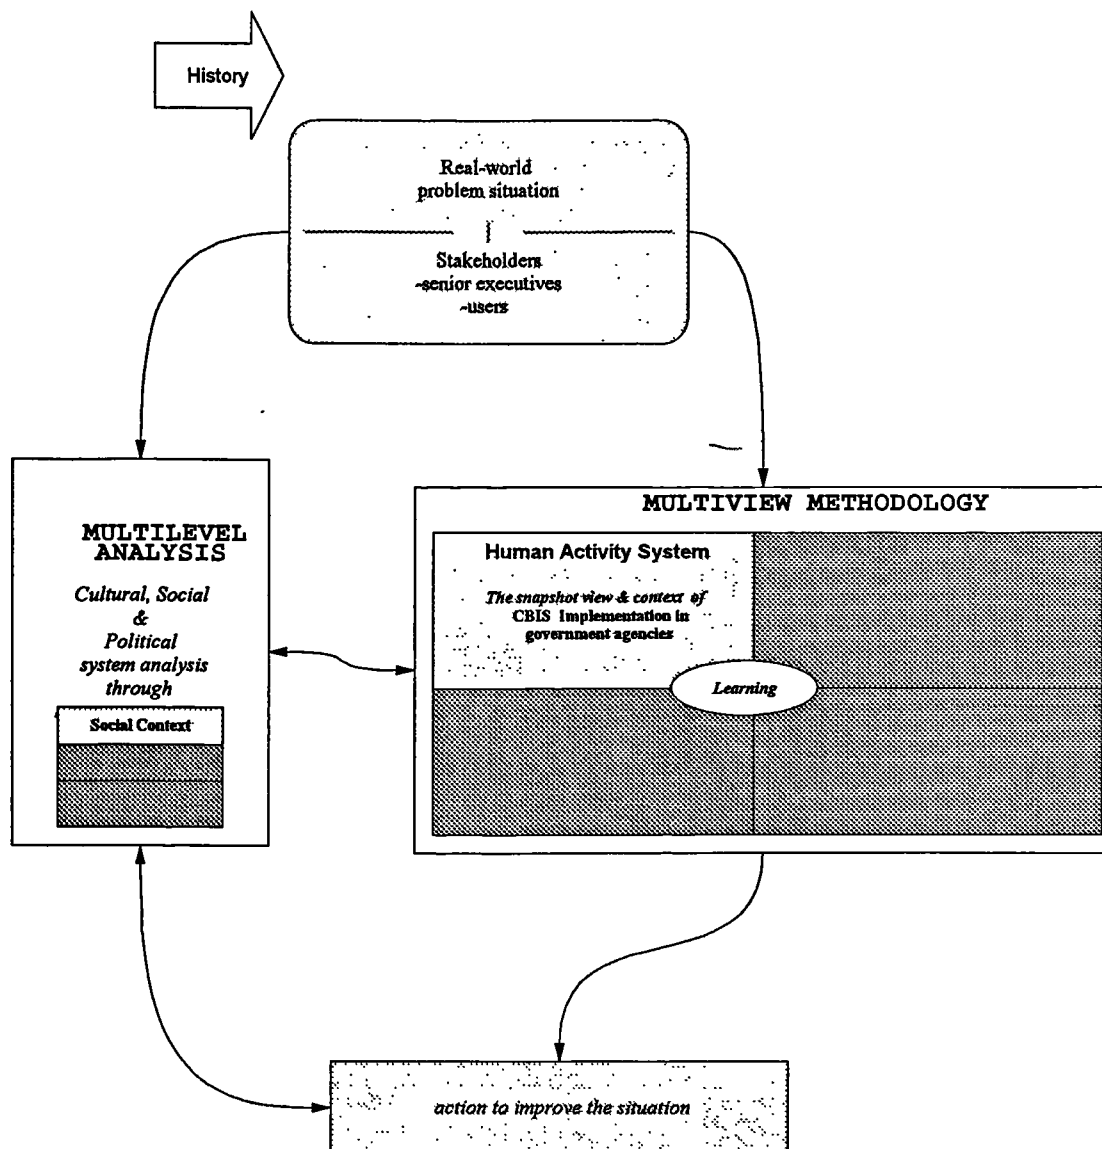 History
Real-world
problem situation
Stakeholders
-senior executives
-users
MULTILEVEL
ANALYSIS
Cultural, Social
&
Political
system analysis
through
Social Context
MULTIVIEW METHODOLOGY
Human Activity System
The snapshot view & context of
CBIS Implementation in
government agencies
Learning
action to improve the situation